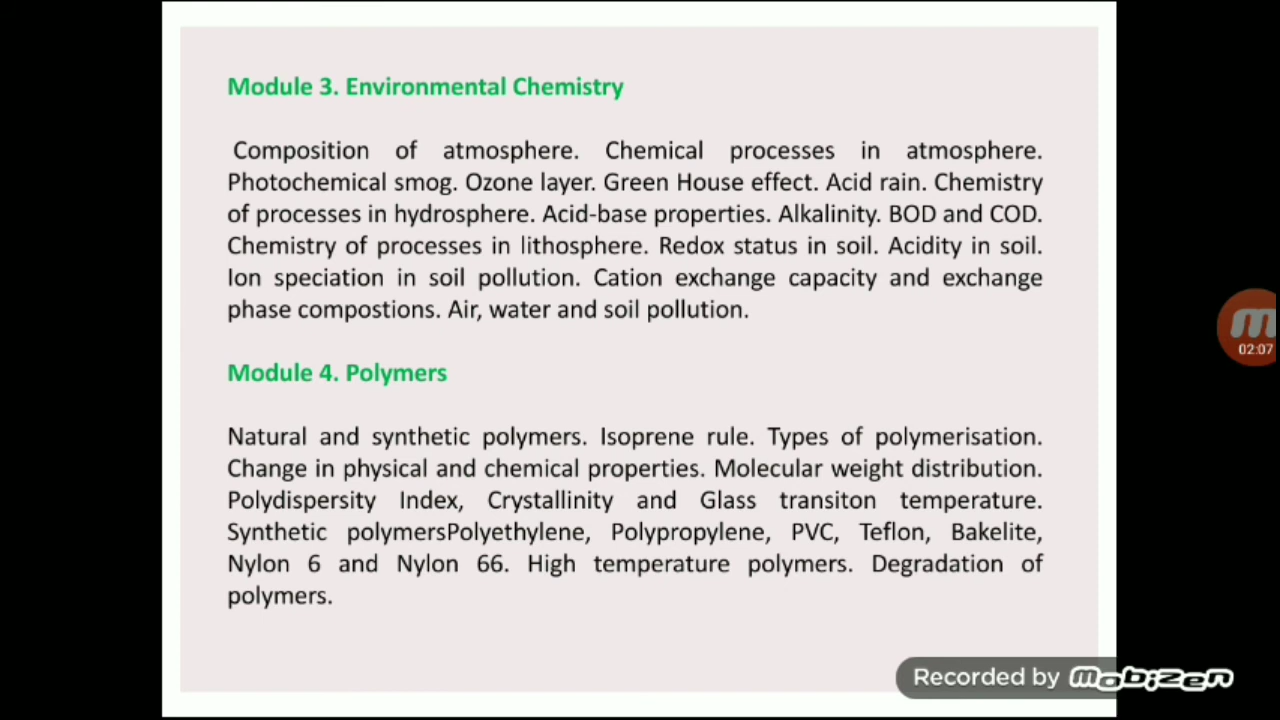 Module 3. Environmental Chemistry
Composition of atmosphere. Chemical processes in atmosphere.
Photochemical smog. Ozone layer. Green House effect. Acid rain. Chemistry
of processes in hydrosphere. Acid-base properties. Alkalinity. BOD and COD.
Chemistry of processes in lithosphere. Redox status in soil. Acidity in soil.
Ion speciation in soil pollution. Cation exchange capacity and exchange
phase compostions. Air, water and soil pollution.
Module 4. Polymers
Natural and synthetic polymers. Isoprene rule. Types of polymerisation.
Change in physical and chemical properties. Molecular weight distribution.
Polydispersity Index, Crystallinity and Glass transiton temperature.
Synthetic polymersPolyethylene, Polypropylene, PVC, Teflon, Bakelite,
Nylon 6 and Nylon 66. High temperature polymers. Degradation of
polymers.
m
02:07
Recorded by mobizen